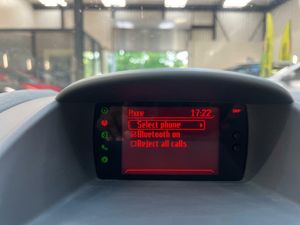 Phone 17:22
Select phone
Bluetooth on
Reject all calls